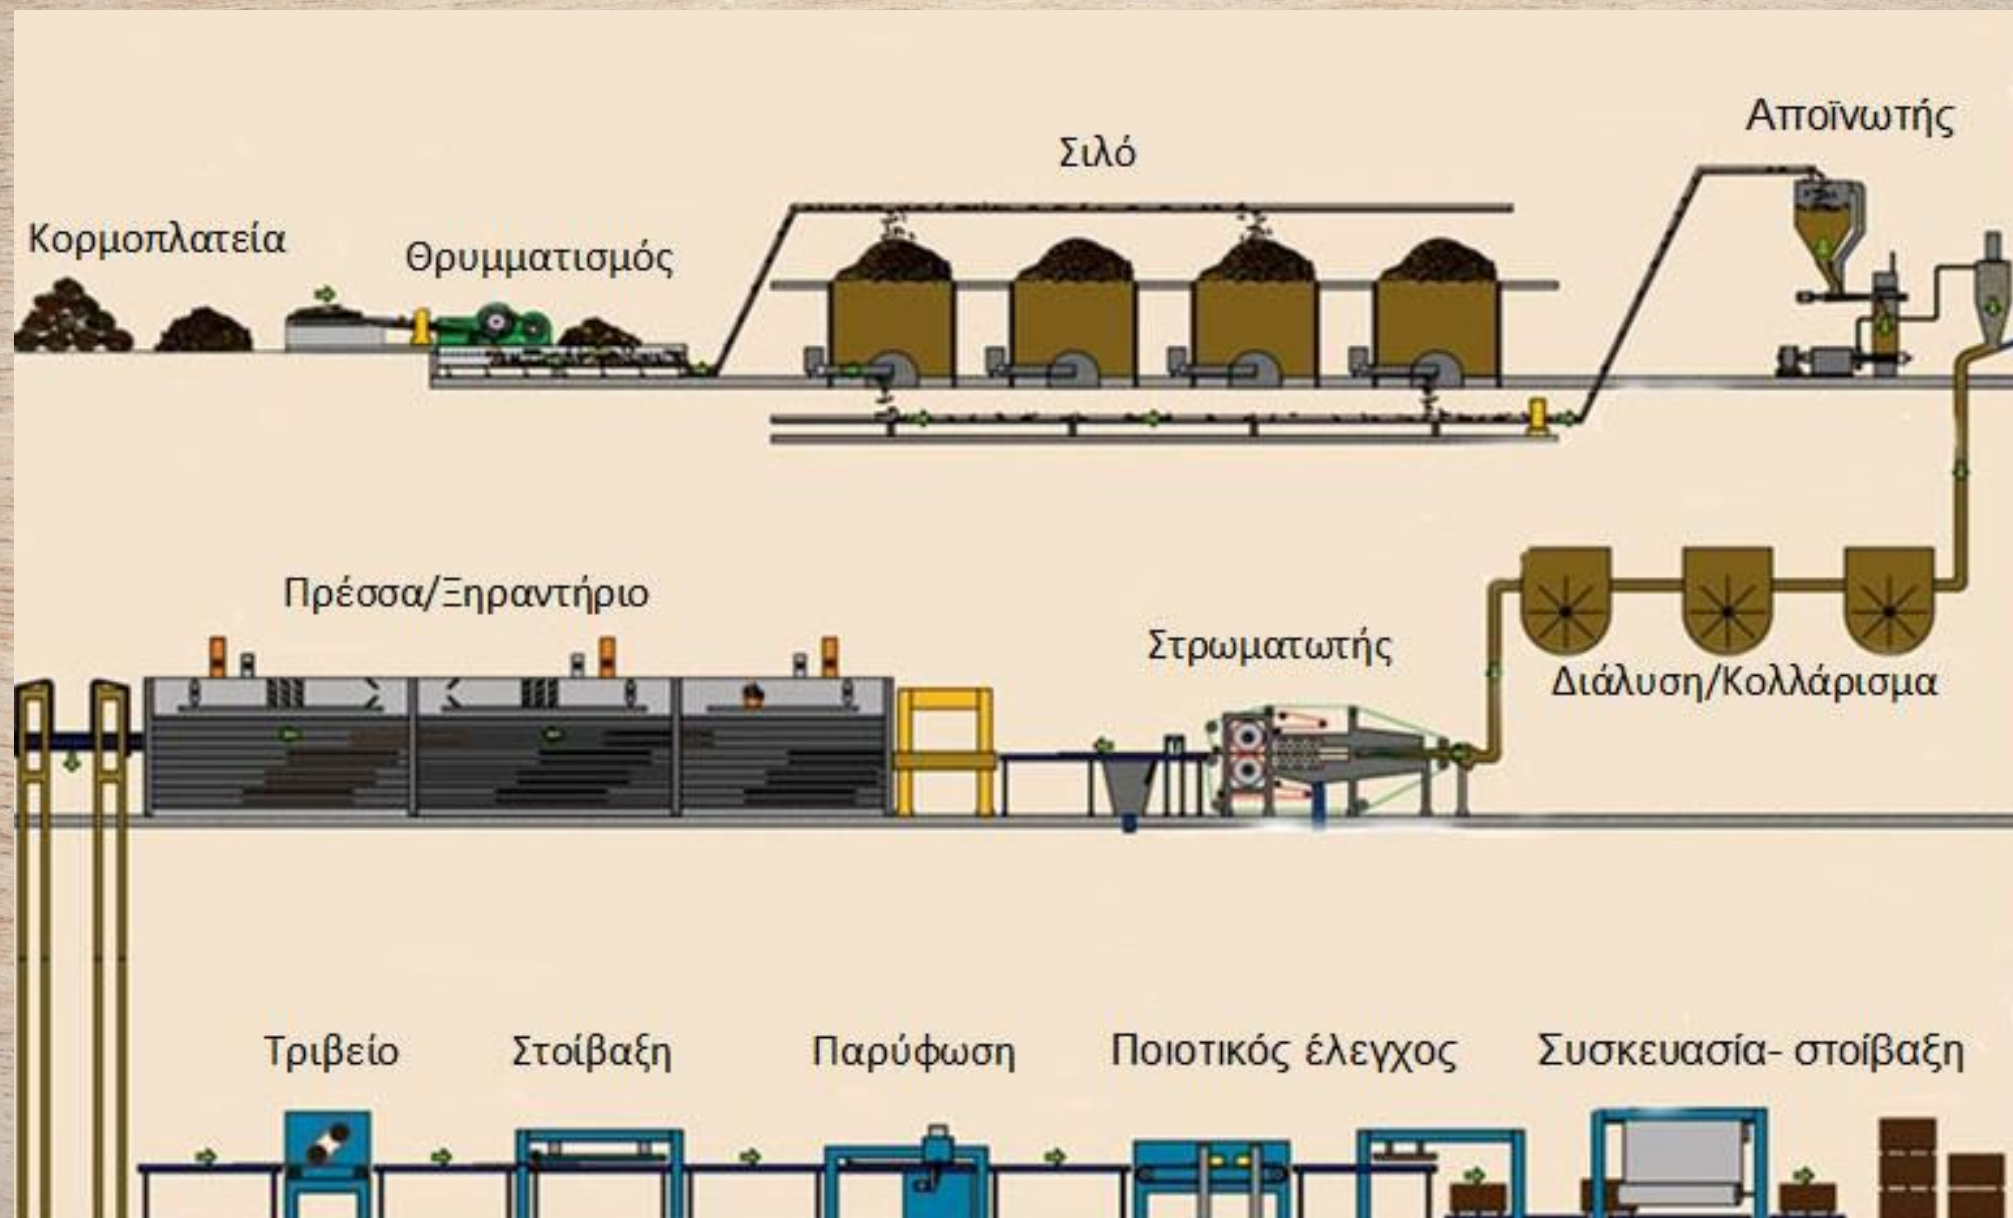 Κορμοπλατεία
Θρυμματισμός
Σιλό
Αποϊνωτής
Πρέσσα/Ξηραντήριο
Στρωματωτής
Διάλυση/Κολλάρισμα
Τριβείο
Στοίβαξη
Παρύφωση
Ποιοτικός έλεγχος
Συσκευασία- στοίβαξη